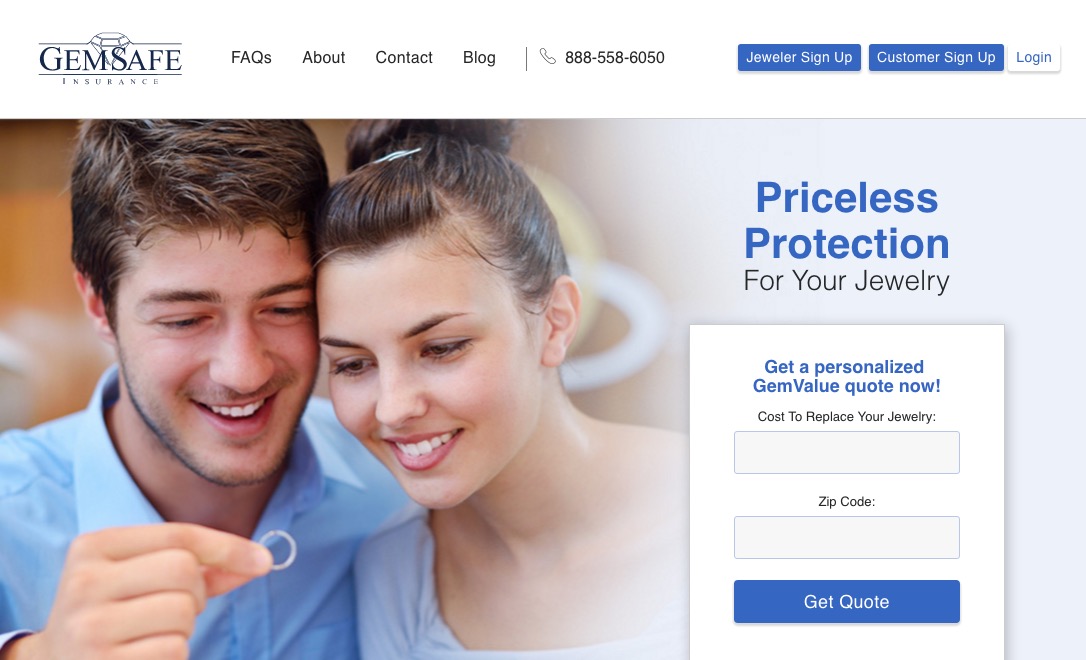 GEMSAFE
INSURANCE
FAQs About Contact Blog 888-558-6050 Jeweler Sign Up Customer Sign Up Login
Priceless
Protection
For Your Jewelry
Get a personalized
GemValue quote now!
Cost To Replace Your Jewelry:
Zip Code:
Get Quote